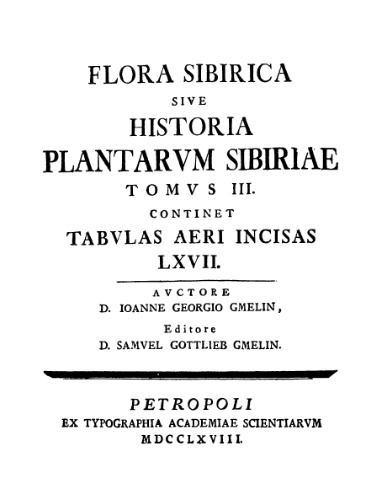 FLORA SIBIRICA
SIVE
HISTORIA
PLANTARVM SIBIRIAE
TOMVS III.
CONTINET
TABVLAS AERI INCISAS
LXVII.
AVCTORE
D. IOANNE GEORGIO GMELIN,
Editore
D. SAMVEL GOTTLIEB GMELIN.
PETROPOLI
EX TYPOGRAPHIA ACADEMIAE SCIENTIARVM
MDCCLXVIII.